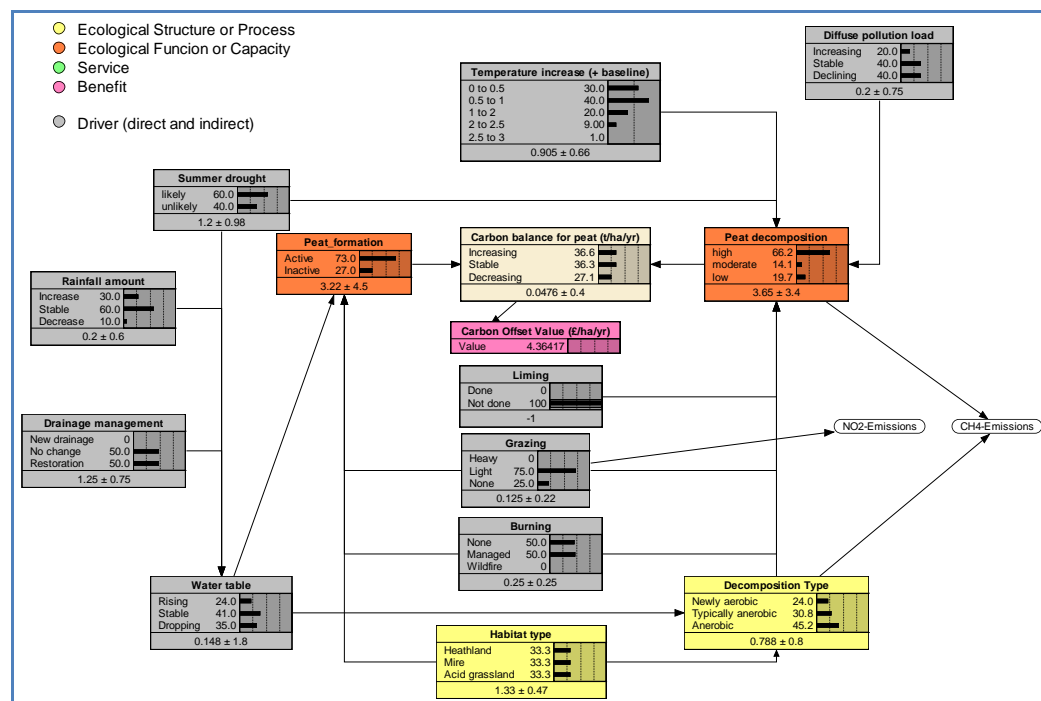 Ecological Structure or Process
Ecological Funcion or Capacity
Service
Benefit
Driver (direct and indirect)
Diffuse pollution load
Increasing 20.0
Stable 40.0
Declining 40.0
0.2 ± 0.75
Temperature increase (+ baseline)
0 to 0.5 30.0
0.5 to 1 40.0
1 to 2 20.0
2 to 2.5 9.00
2.5 to 3 1.0
0.905 ± 0.66
Summer drought
likely 60.0
unlikely 40.0
1.2 ± 0.98
Peat_formation
Active 73.0
Inactive 27.0
3.22 ± 4.5
Carbon balance for peat (t/ha/yr)
Increasing 36.6
Stable 36.3
Decreasing 27.1
0.0476 ± 0.4
Peat decomposition
high 66.2
moderate 14.1
low 19.7
3.65 ± 3.4
Rainfall amount
Increase 30.0
Stable 60.0
Decrease 10.0
0.2 ± 0.6
Carbon Offset Value (£/ha/yr)
Value 4.36417
Liming
Done 0
Not done 100
-1
Drainage management
New drainage 0
No change 50.0
Restoration 50.0
1.25 ± 0.75
Grazing
Heavy 0
Light 75.0
None 25.0
0.125 ± 0.22
NO2-Emissions
CH4-Emissions
Burning
None 50.0
Managed 50.0
Wildfire 0
0.25 ± 0.25
Water table
Rising 24.0
Stable 41.0
Dropping 35.0
0.148 ± 1.8
Decomposition Type
Newly aerobic 24.0
Typically anerobic 30.8
Anerobic 45.2
0.788 ± 0.8
Habitat type
Heathland 33.3
Mire 33.3
Acid grassland 33.3
1.33 ± 0.47